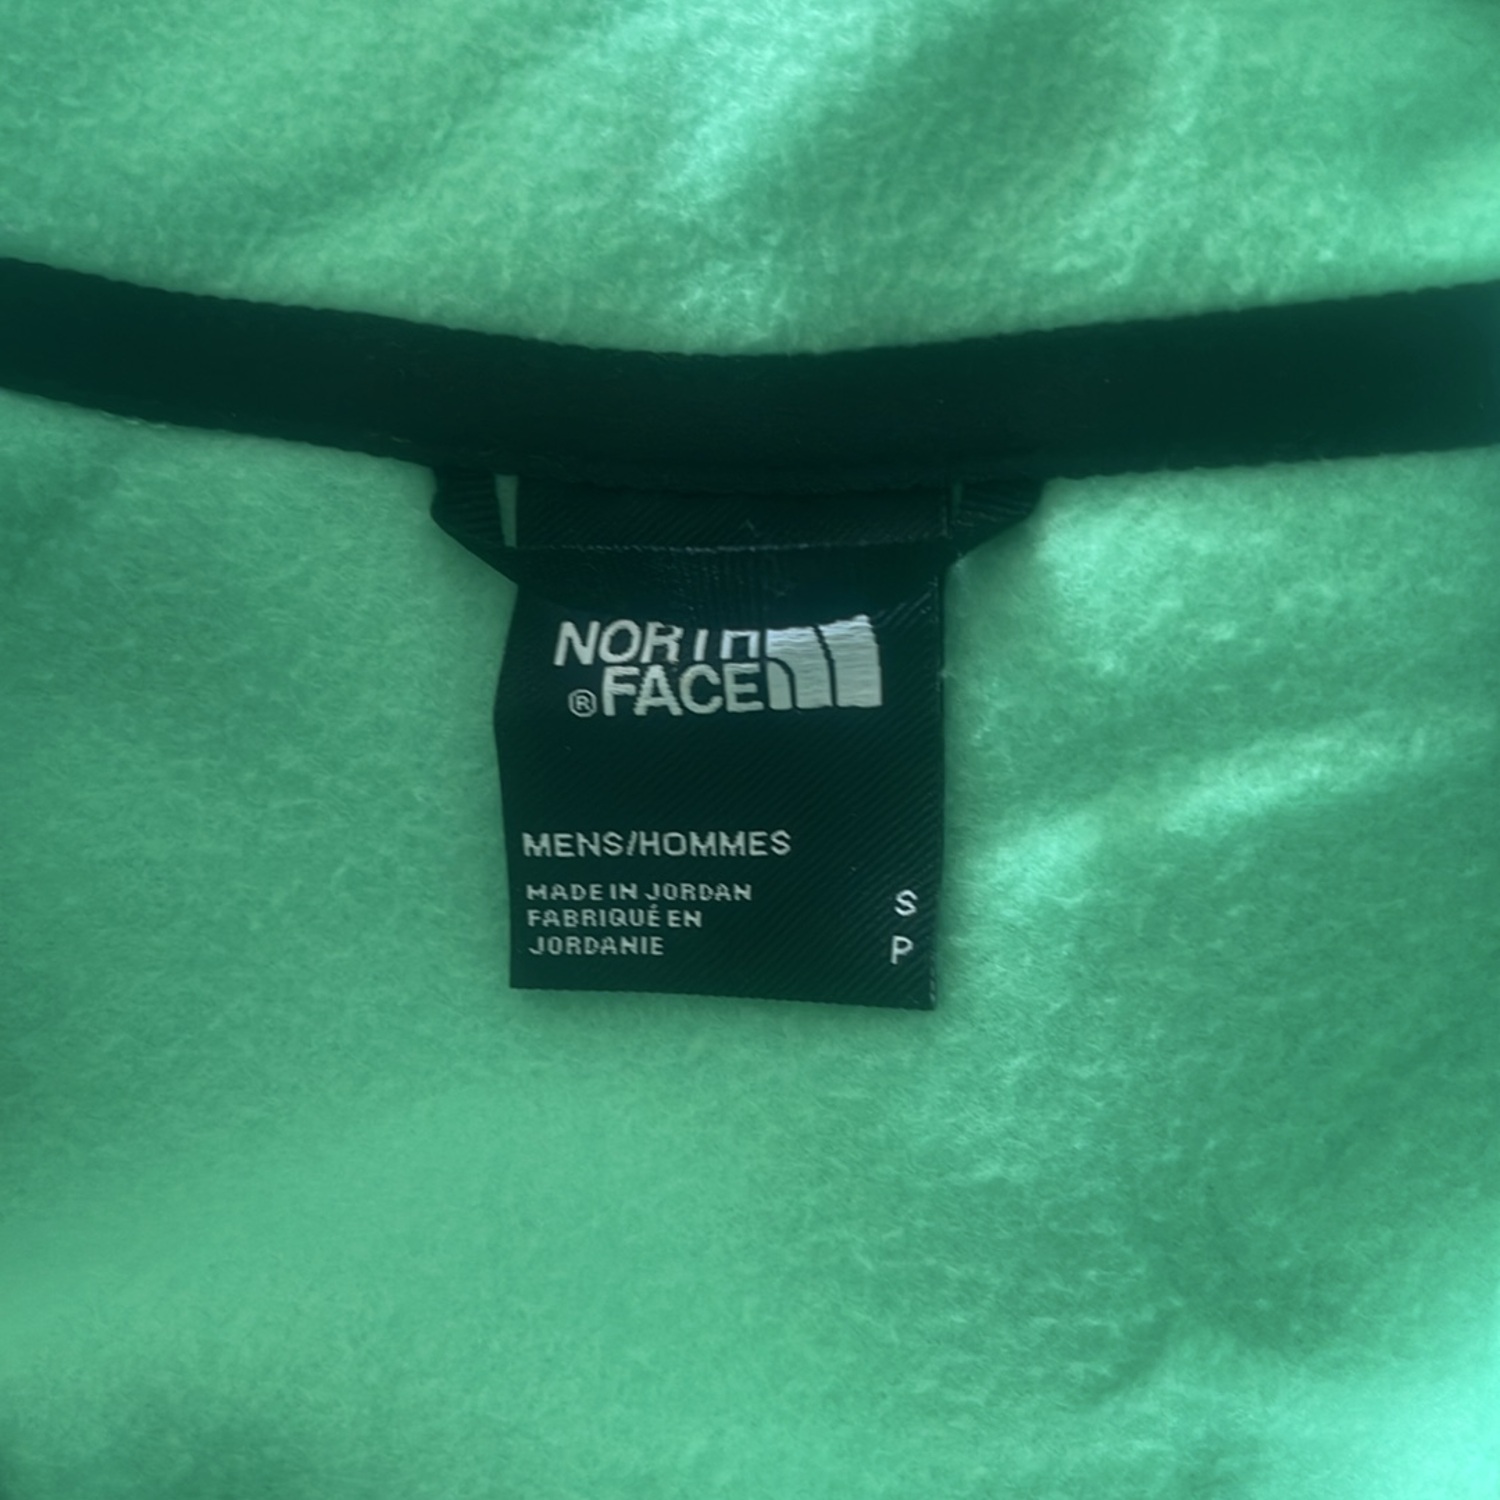 NORTH
®FACE
MENS/HOMMES
MADE IN JORDAN
FABRIQUÉ EN
JORDANIE
S
P